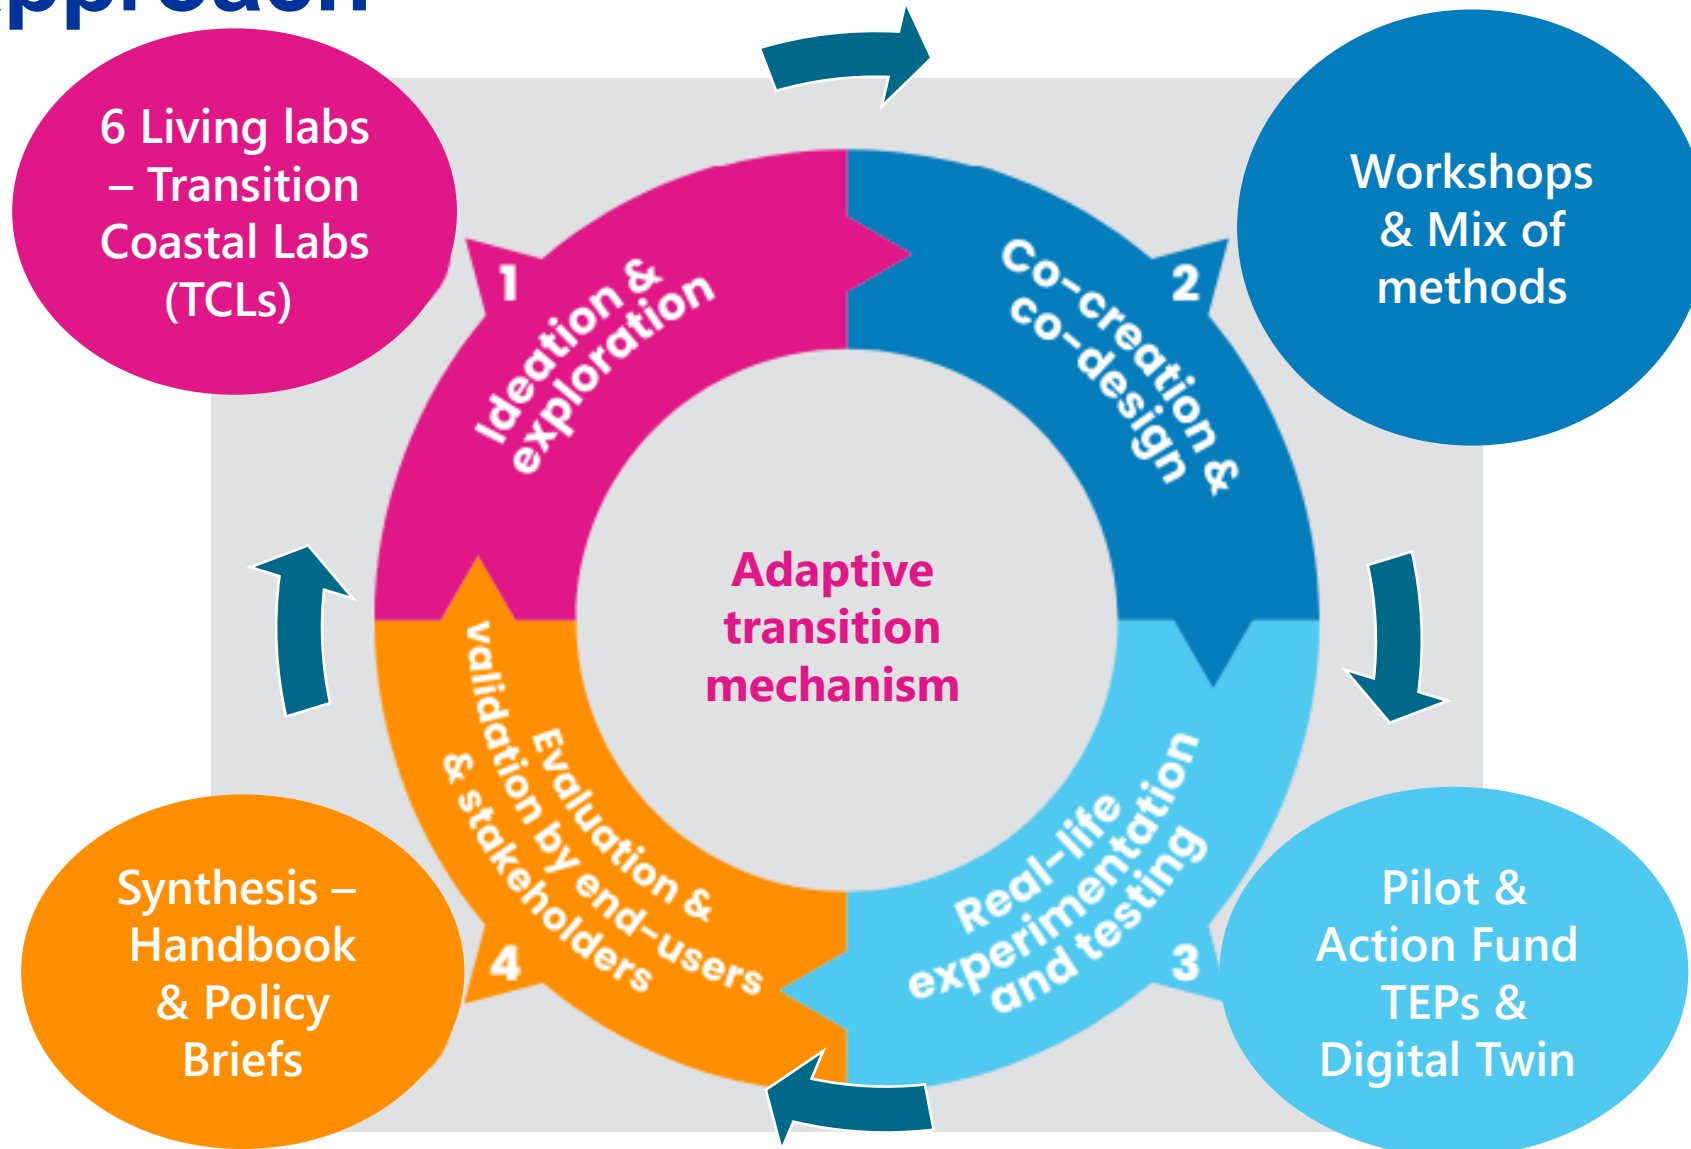 6 Living labs
– Transition
Coastal Labs
(TCLs)
Workshops
& Mix of
methods
1
Ideation &
exploration
2
Co-creation &
co-design
Adaptive
transition
mechanism
3
Real-life
experimentation
and testing
4
Evaluation &
validation by end-users
& stakeholders
Synthesis –
Handbook
& Policy
Briefs
Pilot &
Action Fund
TEPs &
Digital Twin